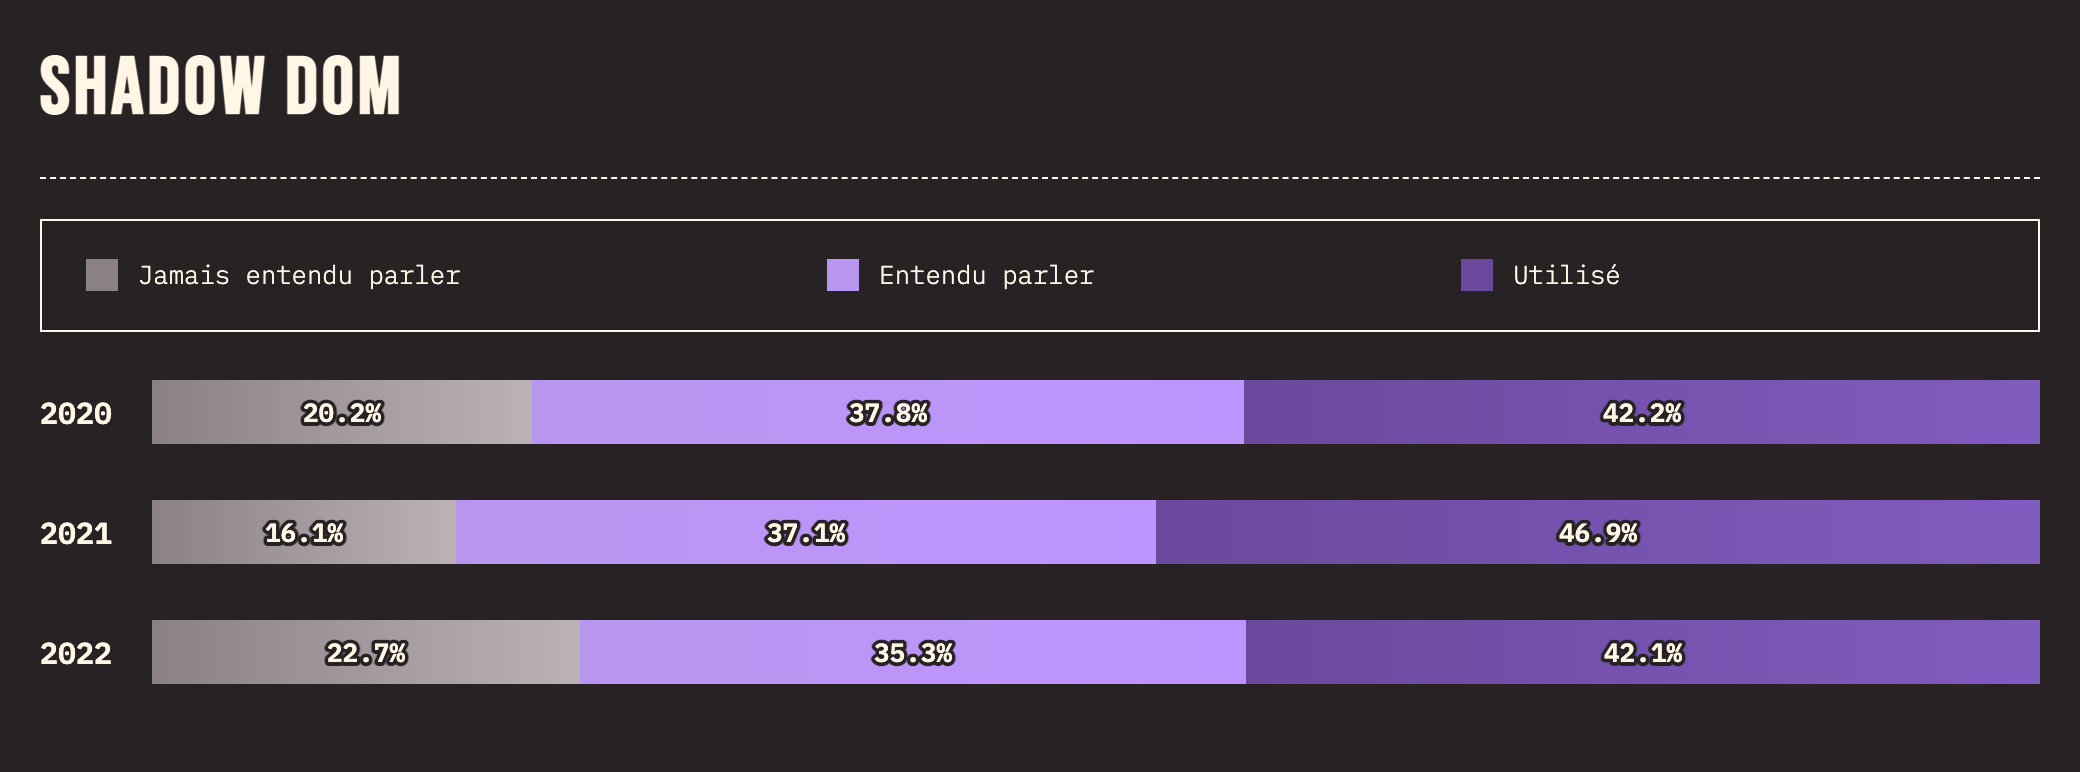 SHADOW DOM
Jamais entendu parler Entendu parler Utilisé
2020 20.2% 37.8% 42.2%
2021 16.1% 37.1% 46.9%
2022 22.7% 35.3% 42.1%